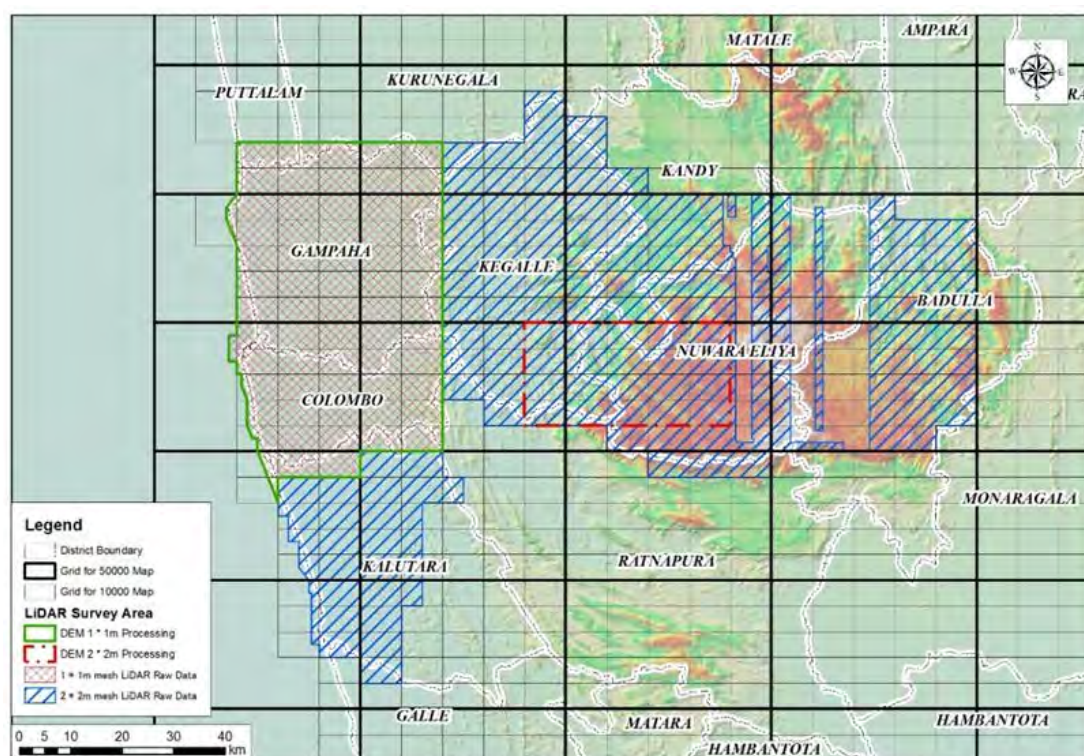 AMPARA
MATALE
N
W E
S
KURUNEGALA
PUTTALAM
RA
KANDY
GAMPAHA
KEGALLE
BADULLA
NUWARA ELIYA
COLOMBO
MONARAGALA
KALUTARA
RATNAPURA
GALLE
MATARA
HAMBANTOTA
HAMBANTOTA
Legend
District Boundary
Grid for 50000 Map
Grid for 10000 Map
LiDAR Survey Area
DEM 1 * 1m Processing
DEM 2 * 2m Processing
1 * 1m mesh LiDAR Raw Data
2 * 2m mesh LiDAR Raw Data
0 5 10 20 30 40
km